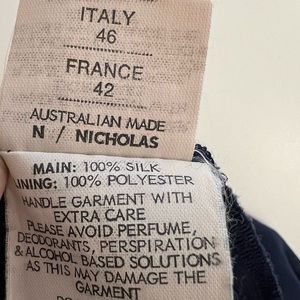 ITALY
46
FRANCE
42
AUSTRALIAN MADE
N / NICHOLAS
MAIN: 100% SILK
LINING: 100% POLYESTER
HANDLE GARMENT WITH
EXTRA CARE
PLEASE AVOID PERFUME,
DEODORANTS, PERSPIRATION
& ALCOHOL BASED SOLUTIONS
AS THIS MAY DAMAGE THE
GARMENT